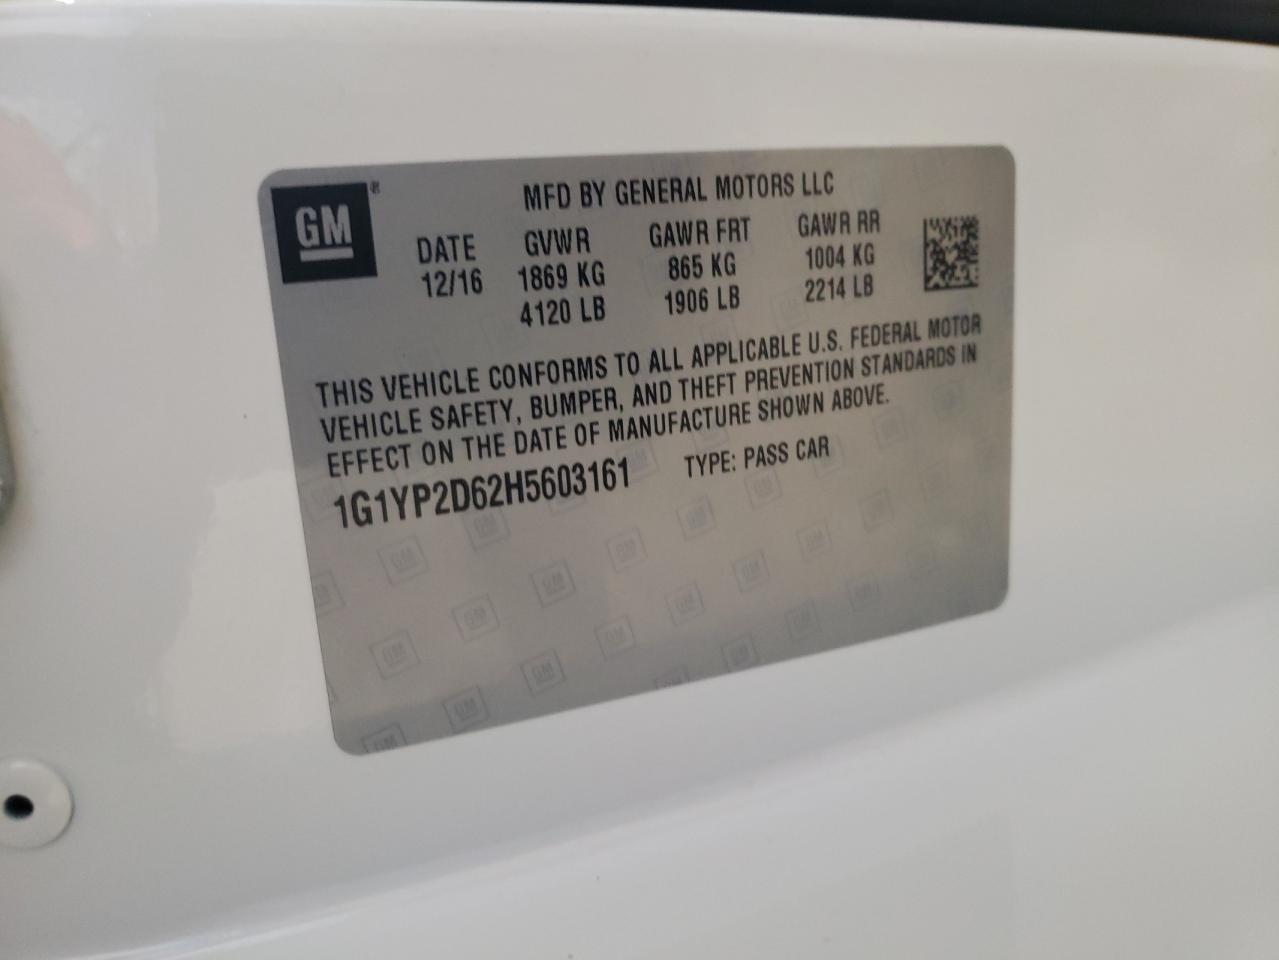 GM ®
MFD BY GENERAL MOTORS LLC
DATE GVWR GAWR FRT GAWR RR
12/16 1869 KG 865 KG 1004 KG
4120 LB 1906 LB 2214 LB
THIS VEHICLE CONFORMS TO ALL APPLICABLE U.S. FEDERAL MOTOR
VEHICLE SAFETY, BUMPER, AND THEFT PREVENTION STANDARDS IN
EFFECT ON THE DATE OF MANUFACTURE SHOWN ABOVE.
1G1YP2D62H5603161 TYPE: PASS CAR